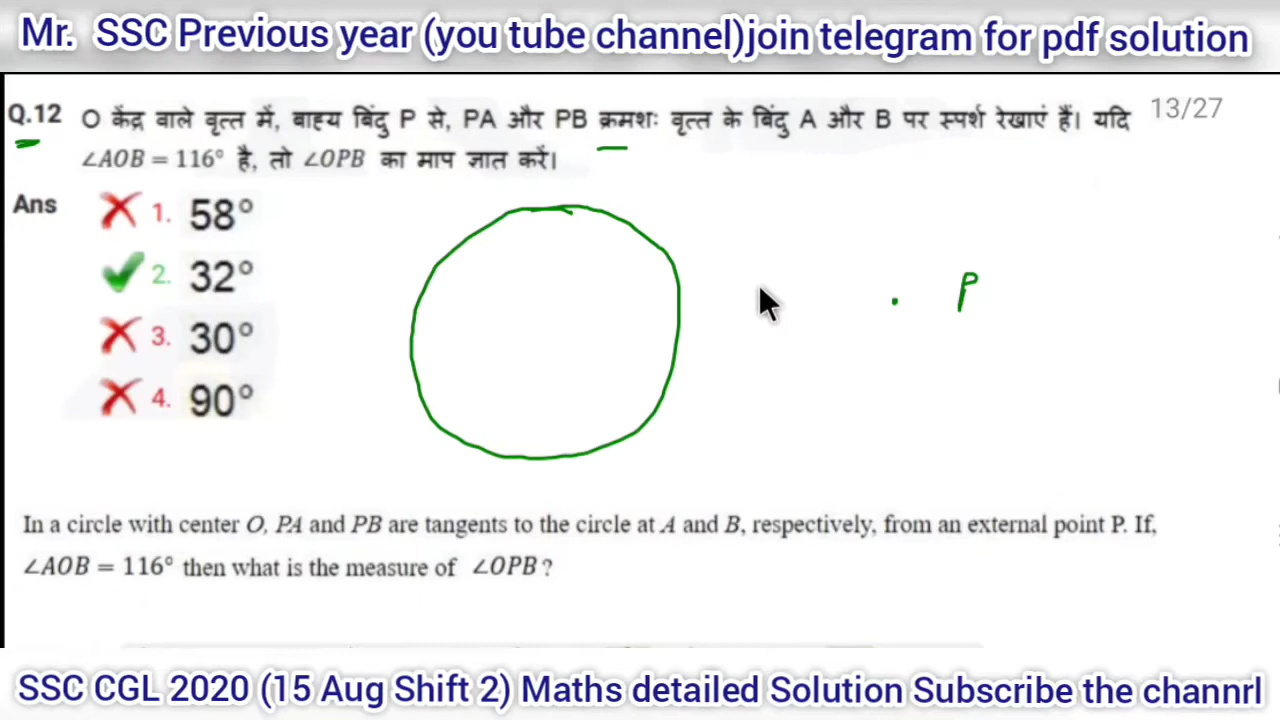 Mr. SSC Previous year (you tube channel)join telegram for pdf solution
Q.12 O केंद्र वाले वृत्त में, बाह्य बिंदु P से, PA और PB क्रमशः वृत्त के बिंदु A और B पर स्पर्श रेखाएं हैं। यदि 13/27
∠AOB = 116° है, तो ∠OPB का माप ज्ञात करें।
Ans 1. 58°
2. 32°
3. 30°
4. 90°
P
In a circle with center O, PA and PB are tangents to the circle at A and B, respectively, from an external point P. If,
∠AOB = 116° then what is the measure of ∠OPB?
SSC CGL 2020 (15 Aug Shift 2) Maths detailed Solution Subscribe the channrl